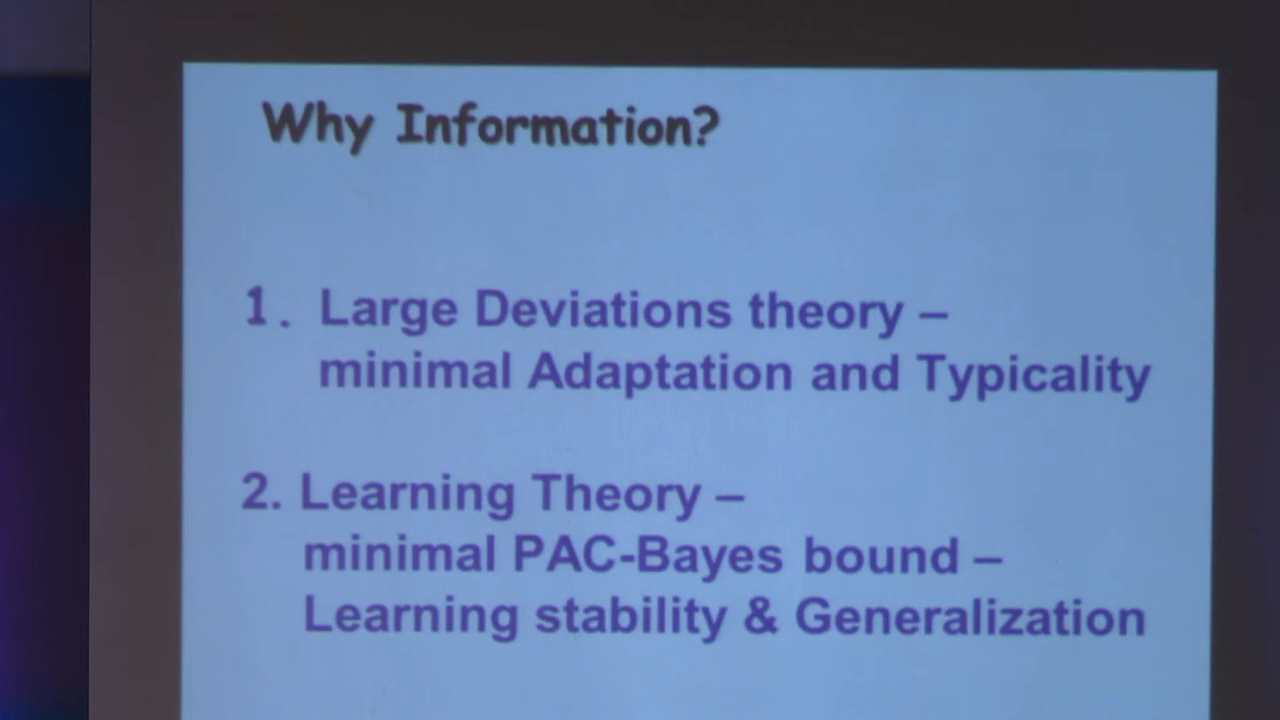 Why Information?
1. Large Deviations theory –
minimal Adaptation and Typicality
2. Learning Theory –
minimal PAC-Bayes bound –
Learning stability & Generalization